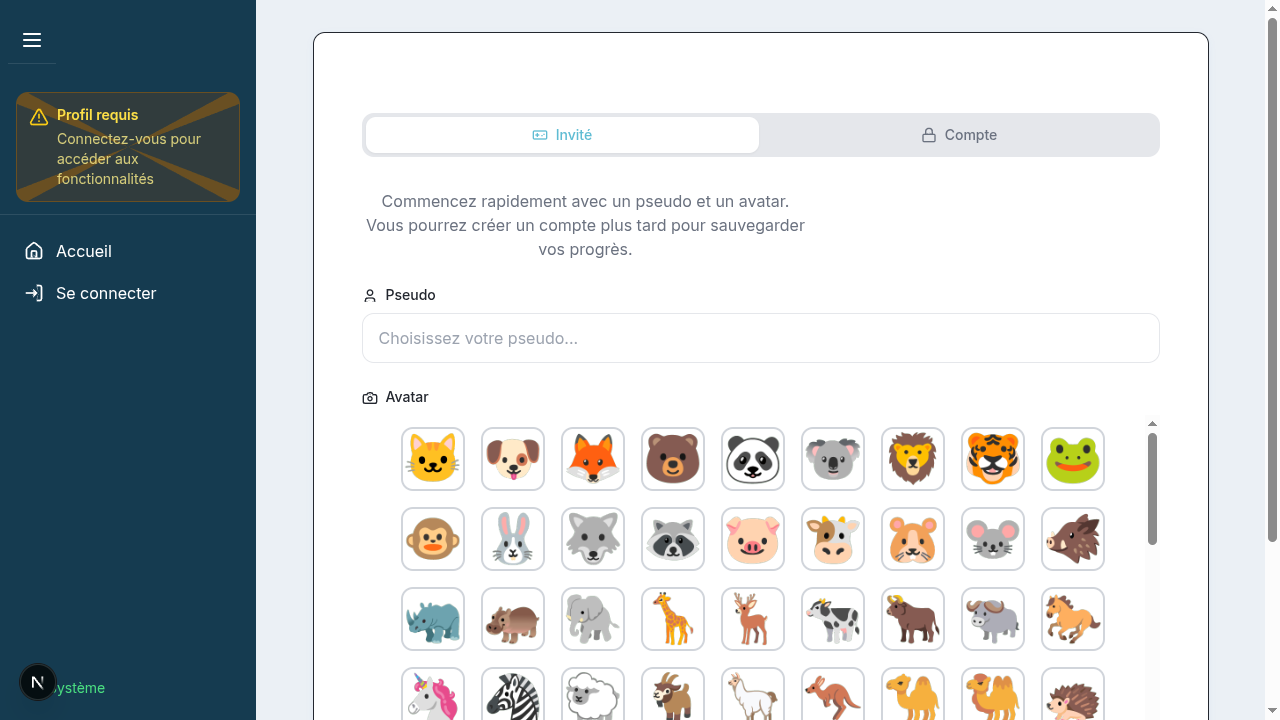 Profil requis
Connectez-vous pour
accéder aux
fonctionnalités
Accueil
Se connecter
N
ystème
Invité
Compte
Commencez rapidement avec un pseudo et un avatar.
Vous pourrez créer un compte plus tard pour sauvegarder
vos progrès.
Pseudo
Choisissez votre pseudo...
Avatar